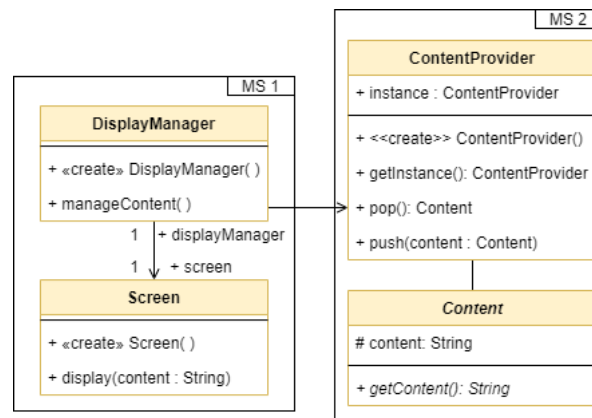 MS 2
ContentProvider
+ instance : ContentProvider
+ <<create>> ContentProvider()
+ getInstance(): ContentProvider
+ pop(): Content
+ push(content : Content)
MS 1
DisplayManager
+ «create» DisplayManager( )
+ manageContent( )
1 + displayManager
1 + screen
Screen
+ «create» Screen( )
+ display(content : String)
Content
# content: String
+ getContent(): String